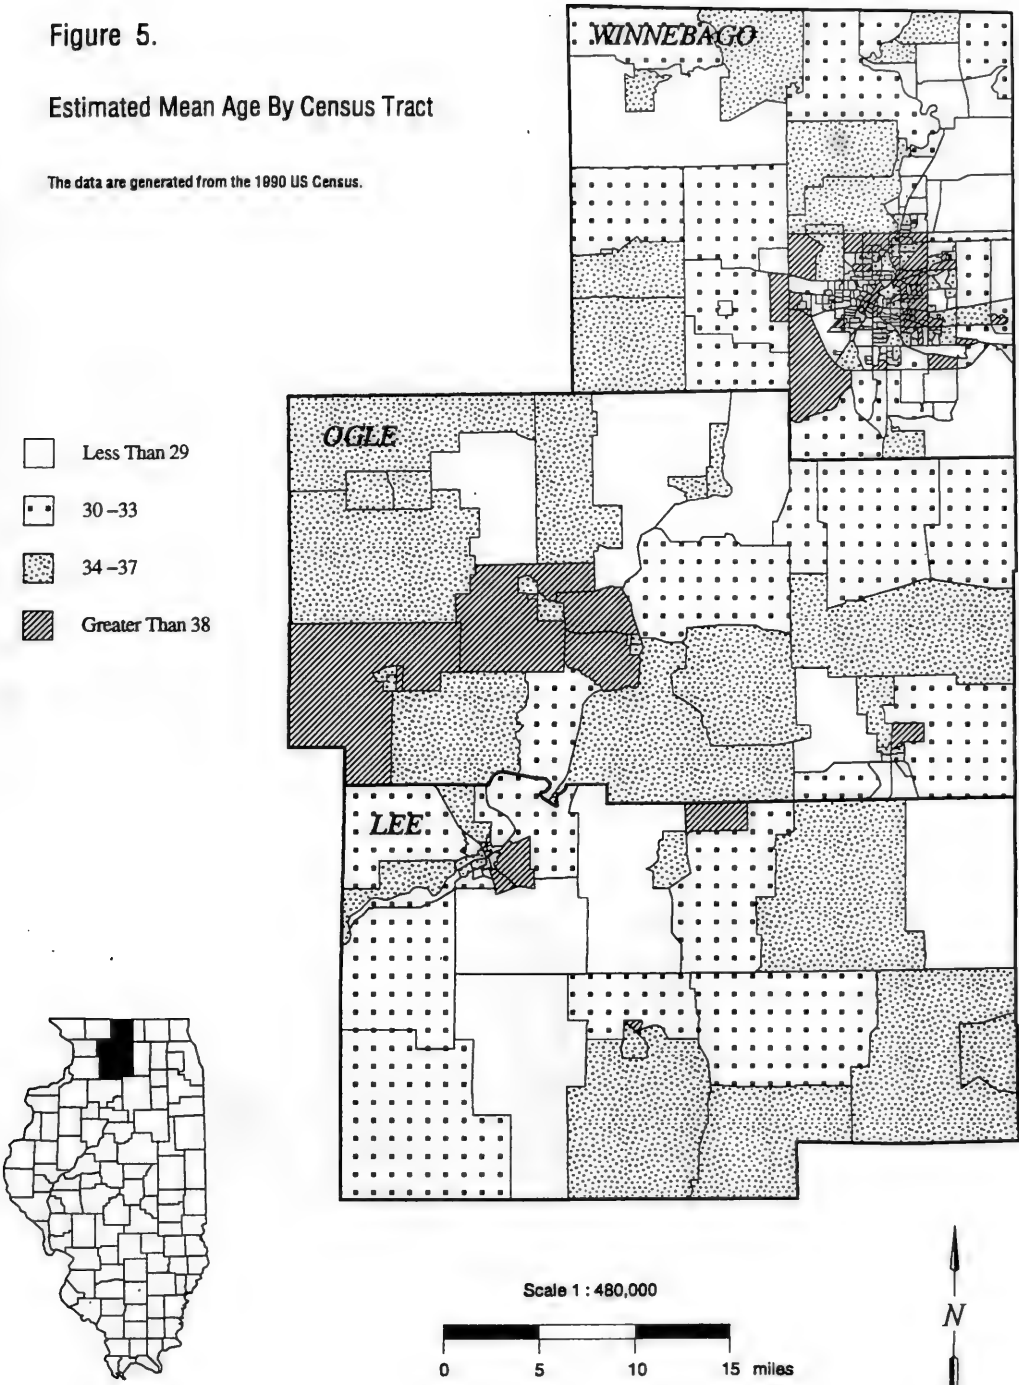 Figure 5.
Estimated Mean Age By Census Tract
The data are generated from the 1990 US Census.
WINNEBAGO
OGLE
LEE
Less Than 29
30 –33
34 –37
Greater Than 38
Scale 1 : 480,000
0 5 10 15 miles
N